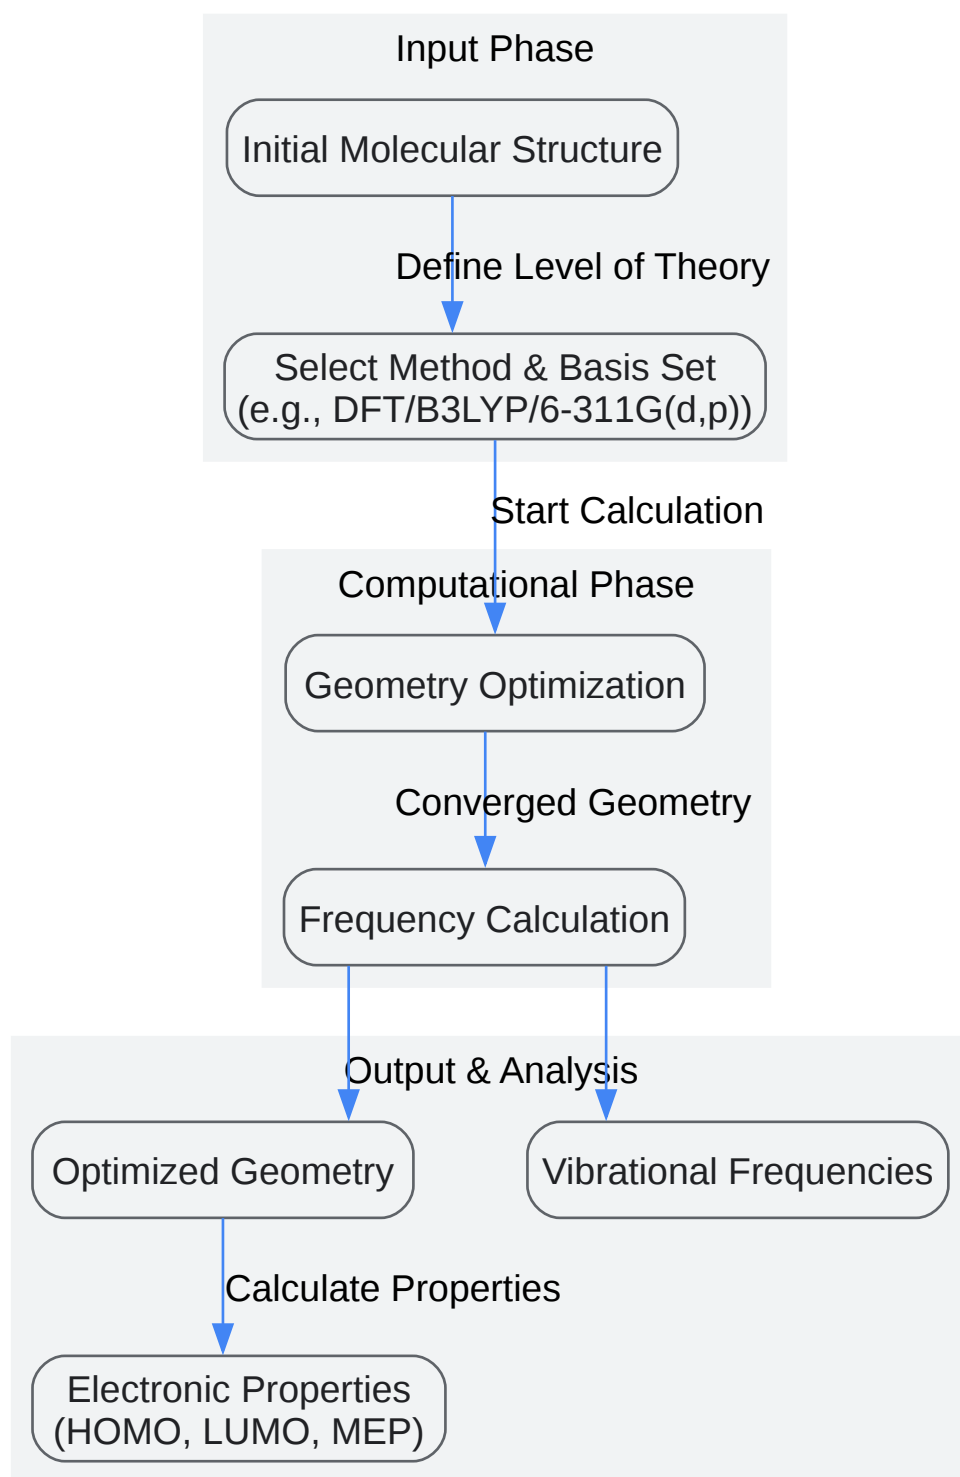 Input Phase
Initial Molecular Structure
Define Level of Theory
Select Method & Basis Set
(e.g., DFT/B3LYP/6-311G(d,p))
Start Calculation
Computational Phase
Geometry Optimization
Converged Geometry
Frequency Calculation
Output & Analysis
Optimized Geometry
Vibrational Frequencies
Calculate Properties
Electronic Properties
(HOMO, LUMO, MEP)